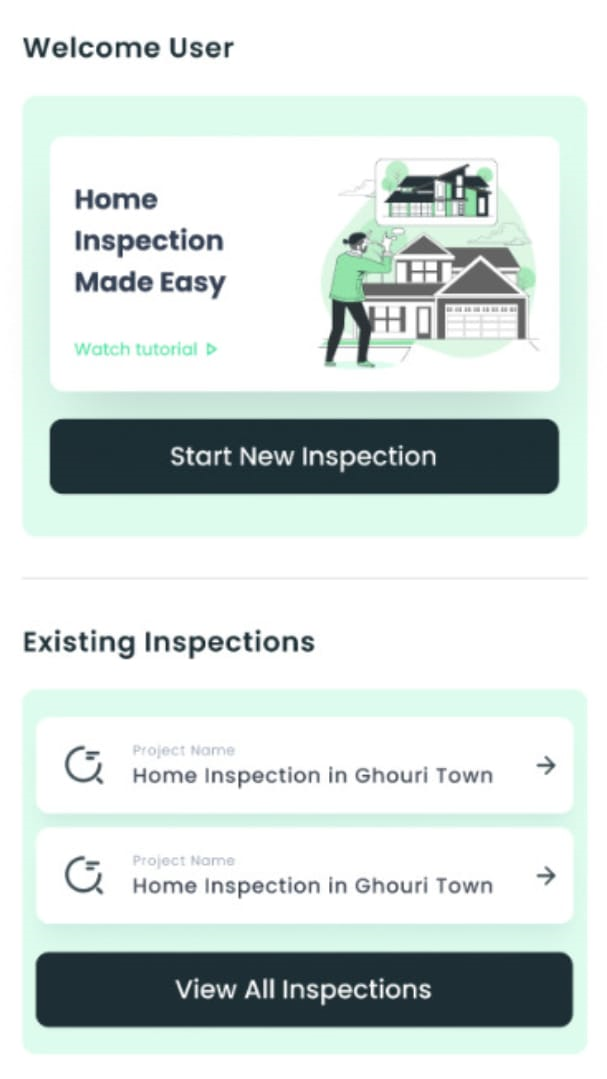 Welcome User
Home
Inspection
Made Easy
Watch tutorial
Start New Inspection
Existing Inspections
Project Name
Home Inspection in Ghouri Town
Project Name
Home Inspection in Ghouri Town
View All Inspections